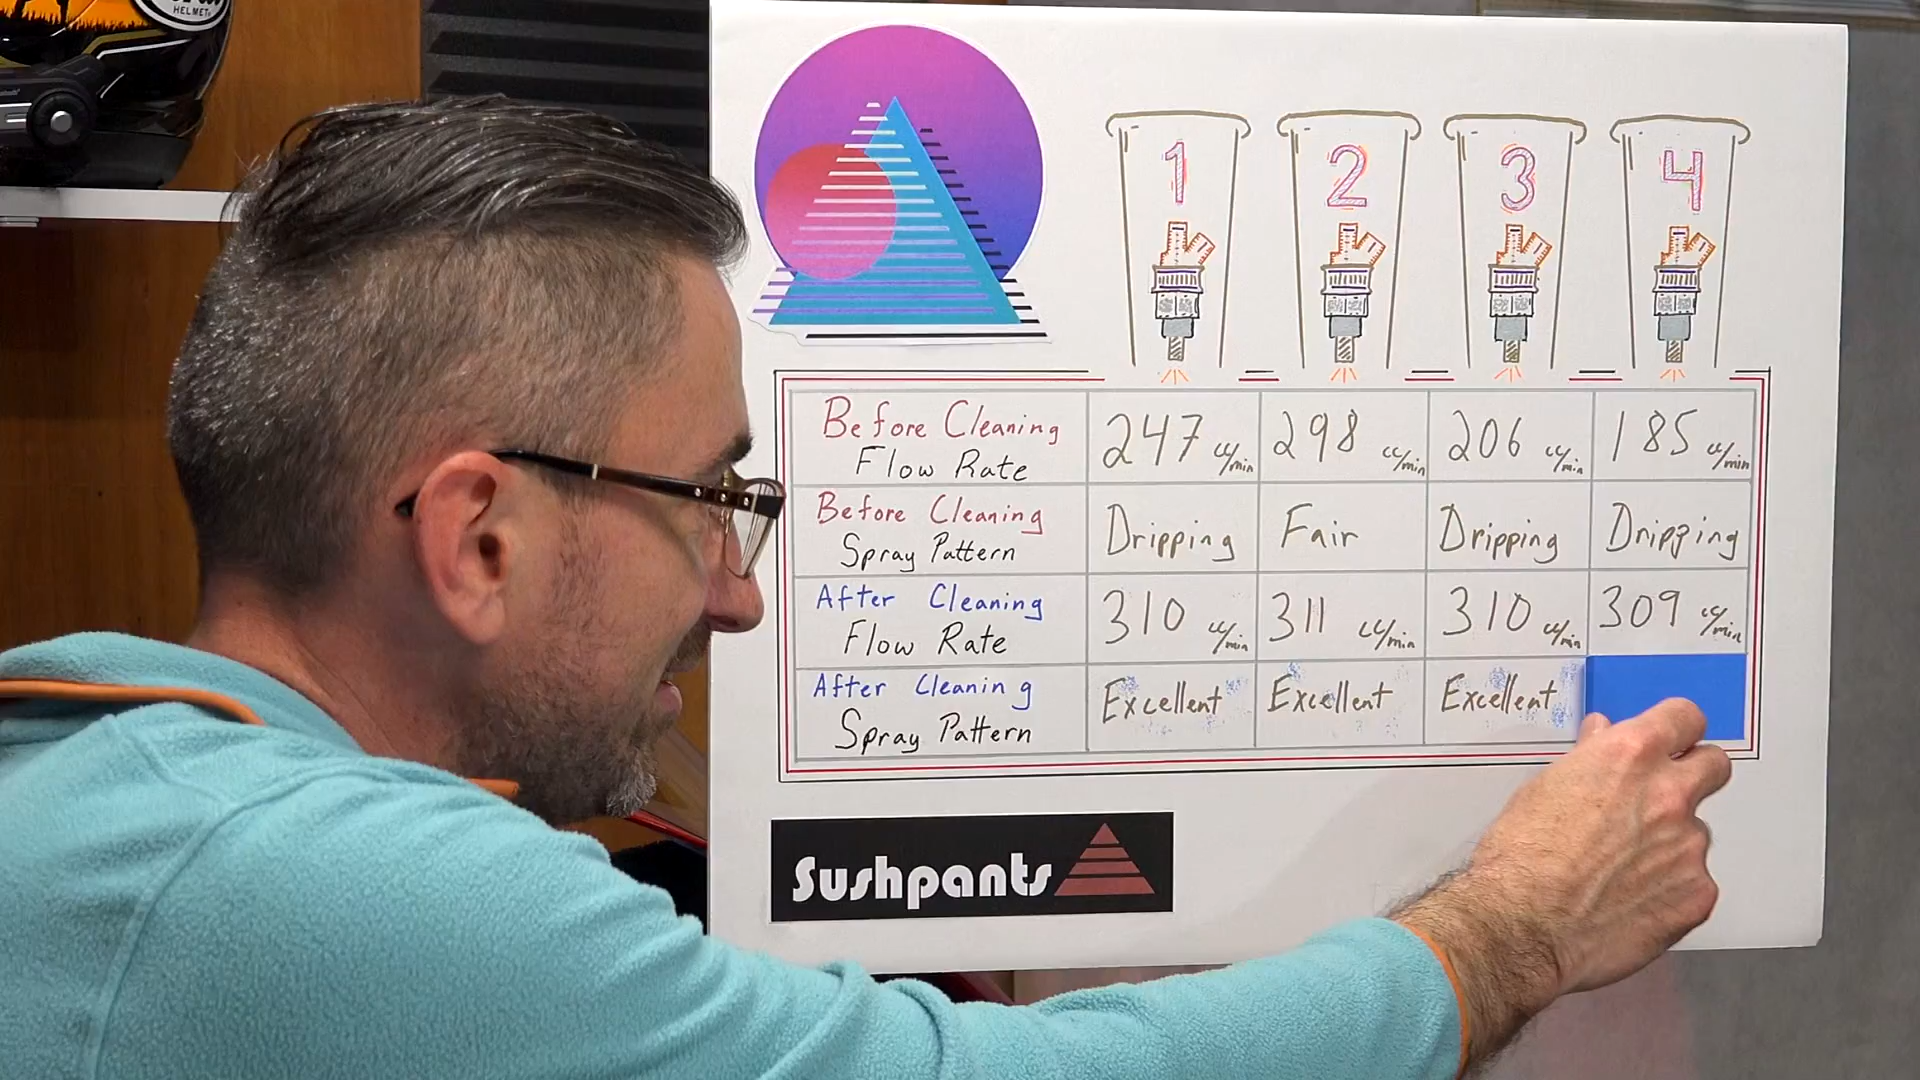 HELMET
1 2 3 4
Before Cleaning Flow Rate 247 cc/min 298 cc/min 206 cc/min 185 cc/min
Before Cleaning Spray Pattern Dripping Fair Dripping Dripping
After Cleaning Flow Rate 310 cc/min 311 cc/min 310 cc/min 309 cc/min
After Cleaning Spray Pattern Excellent Excellent Excellent
Sushpants